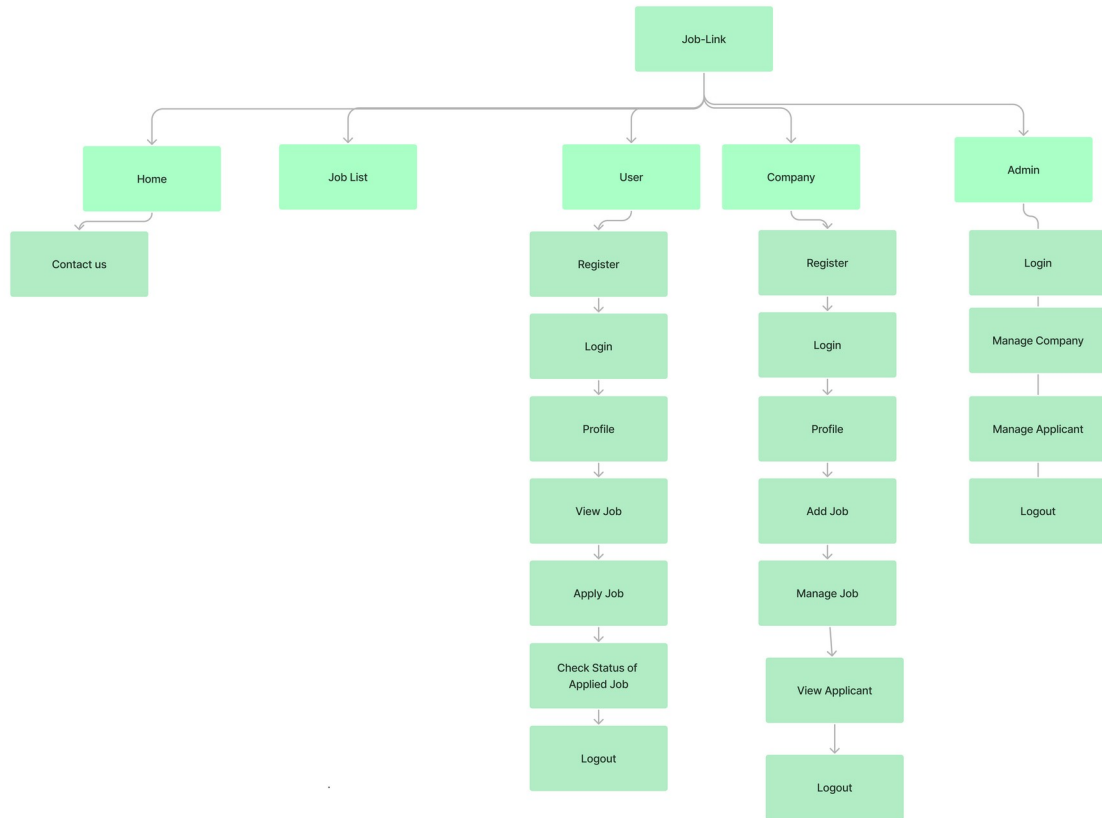 Job-Link
Home
Job List
User
Company
Admin
Contact us
Register
Login
Profile
View Job
Apply Job
Check Status of
Applied Job
Logout
Register
Login
Profile
Add Job
Manage Job
View Applicant
Logout
Login
Manage Company
Manage Applicant
Logout